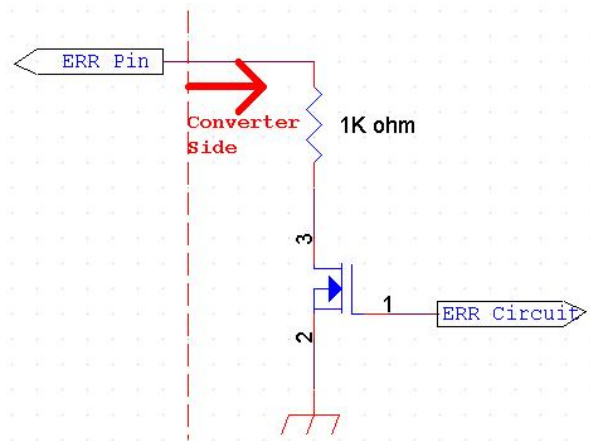 ERR Pin
Converter
Side
1K ohm
3
1
ERR Circuit
2